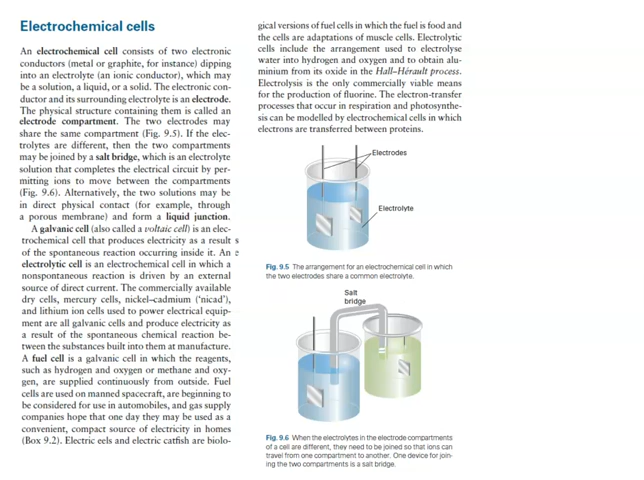 Electrochemical cells
An electrochemical cell consists of two electronic
conductors (metal or graphite, for instance) dipping
into an electrolyte (an ionic conductor), which may
be a solution, a liquid, or a solid. The electronic con-
ductor and its surrounding electrolyte is an electrode.
The physical structure containing them is called an
electrode compartment. The two electrodes may
share the same compartment (Fig. 9.5). If the elec-
trolytes are different, then the two compartments
may be joined by a salt bridge, which is an electrolyte
solution that completes the electrical circuit by per-
mitting ions to move between the compartments
(Fig. 9.6). Alternatively, the two solutions may be
in direct physical contact (for example, through
a porous membrane) and form a liquid junction.
A galvanic cell (also called a voltaic cell) is an elec-
trochemical cell that produces electricity as a result s
of the spontaneous reaction occurring inside it. An e
electrolytic cell is an electrochemical cell in which a
nonspontaneous reaction is driven by an external
source of direct current. The commercially available
dry cells, mercury cells, nickel–cadmium (‘nicad’),
and lithium ion cells used to power electrical equip-
ment are all galvanic cells and produce electricity as
a result of the spontaneous chemical reaction be-
tween the substances built into them at manufacture.
A fuel cell is a galvanic cell in which the reagents,
such as hydrogen and oxygen or methane and oxy-
gen, are supplied continuously from outside. Fuel
cells are used on manned spacecraft, are beginning to
be considered for use in automobiles, and gas supply
companies hope that one day they may be used as a
convenient, compact source of electricity in homes
(Box 9.2). Electric eels and electric catfish are biolo-
gical versions of fuel cells in which the fuel is food and
the cells are adaptations of muscle cells. Electrolytic
cells include the arrangement used to electrolyse
water into hydrogen and oxygen and to obtain alu-
minium from its oxide in the Hall–Hérault process.
Electrolysis is the only commercially viable means
for the production of fluorine. The electron-transfer
processes that occur in respiration and photosynthe-
sis can be modelled by electrochemical cells in which
electrons are transferred between proteins.
Electrodes
Electrolyte
Fig. 9.5 The arrangement for an electrochemical cell in which
the two electrodes share a common electrolyte.
Salt
bridge
Fig. 9.6 When the electrolytes in the electrode compartments
of a cell are different, they need to be joined so that ions can
travel from one compartment to another. One device for join-
ing the two compartments is a salt bridge.